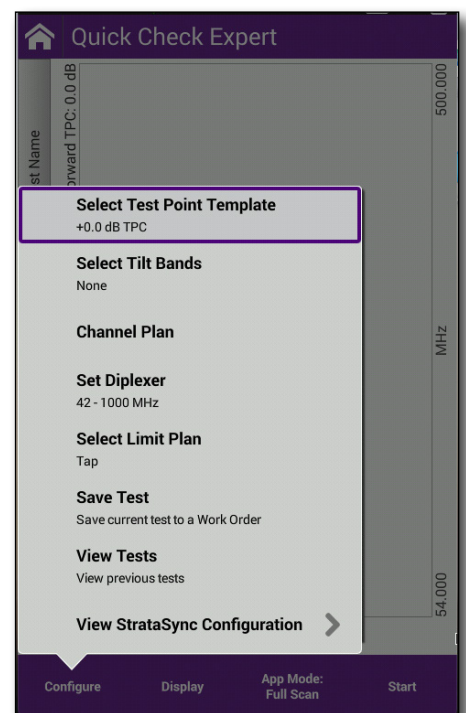 Quick Check Expert
Forward TPC: 0.0 dB
500.000
st Name
Select Test Point Template
+0.0 dB TPC
Select Tilt Bands
None
Channel Plan
MHz
Set Diplexer
42 - 1000 MHz
Select Limit Plan
Tap
Save Test
Save current test to a Work Order
View Tests
View previous tests
54.000
View StrataSync Configuration
Configure
Display
App Mode:
Full Scan
Start